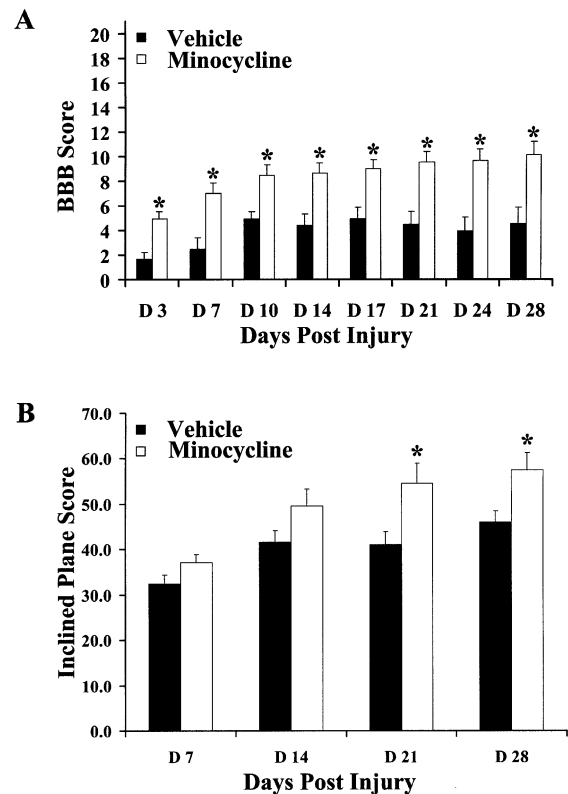 A
Vehicle
Minocycline
BBB Score
20
18
16
14
12
10
8
6
4
2
0
* * * * * * * *
D 3 D 7 D 10 D 14 D 17 D 21 D 24 D 28
Days Post Injury
B
Vehicle
Minocycline
Inclined Plane Score
70.0
60.0
50.0
40.0
30.0
20.0
10.0
0.0
* *
D 7 D 14 D 21 D 28
Days Post Injury